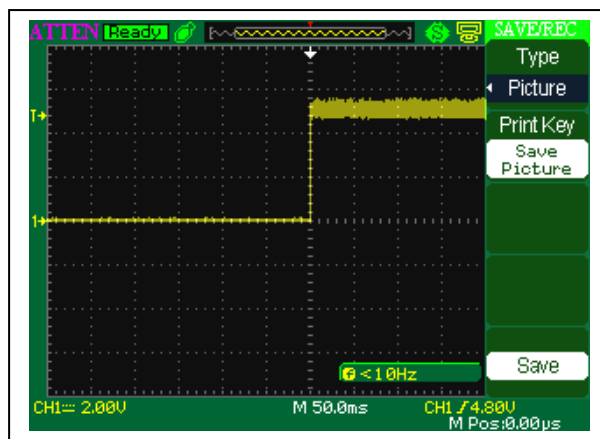 ATTEN Ready S SAVE/REC
Type
Picture
Print Key
Save
Picture
T
1
f <10Hz
Save
CH1 2.00V M 50.0ms CH1 4.80V
M Pos:0.00μs